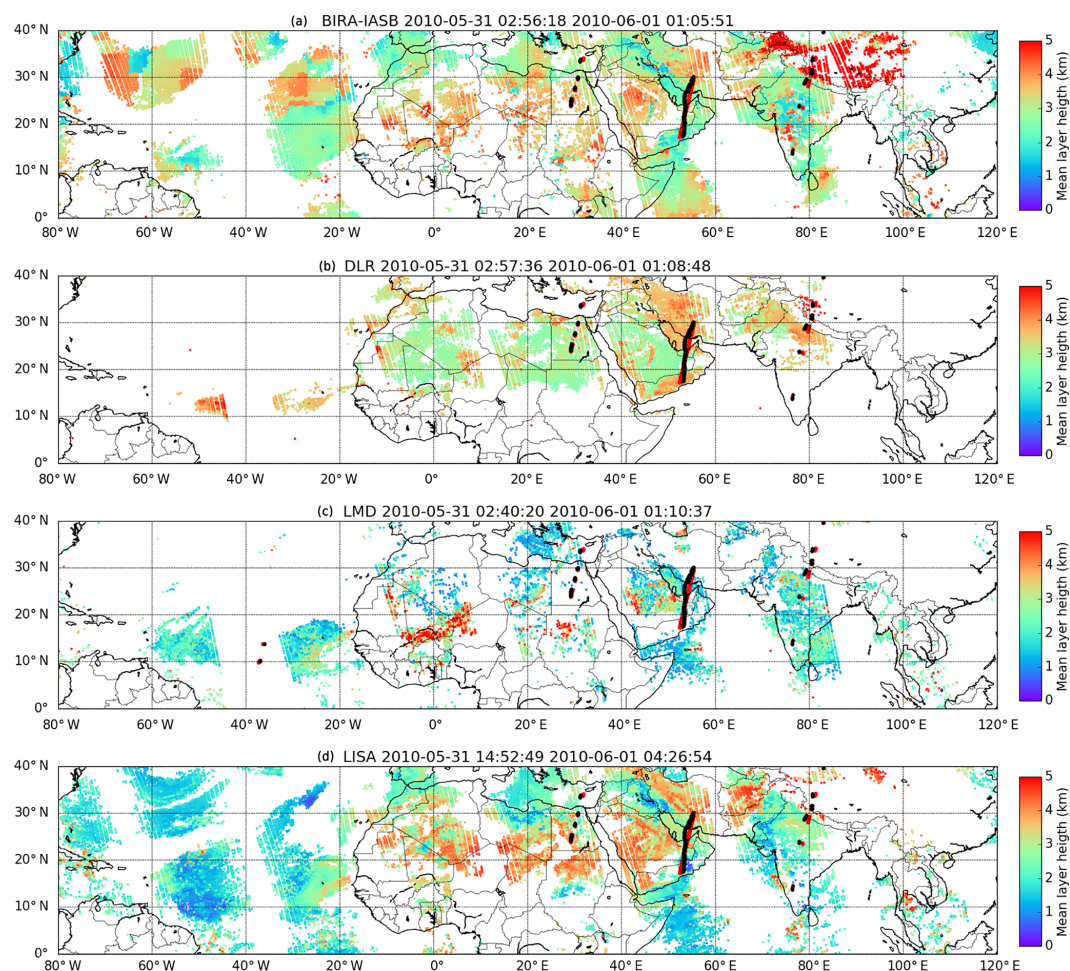 (a) BIRA-IASB 2010-05-31 02:56:18 2010-06-01 01:05:51
40° N
30° N
20° N
10° N
0°
80° W 60° W 40° W 20° W 0° 20° E 40° E 60° E 80° E 100° E 120° E
5
4
3
2
1
0
Mean layer heigth (km)
(b) DLR 2010-05-31 02:57:36 2010-06-01 01:08:48
40° N
30° N
20° N
10° N
0°
80° W 60° W 40° W 20° W 0° 20° E 40° E 60° E 80° E 100° E 120° E
5
4
3
2
1
0
Mean layer heigth (km)
(c) LMD 2010-05-31 02:40:20 2010-06-01 01:10:37
40° N
30° N
20° N
10° N
0°
80° W 60° W 40° W 20° W 0° 20° E 40° E 60° E 80° E 100° E 120° E
5
4
3
2
1
0
Mean layer heigth (km)
(d) LISA 2010-05-31 14:52:49 2010-06-01 04:26:54
40° N
30° N
20° N
10° N
0°
80° W 60° W 40° W 20° W 0° 20° E 40° E 60° E 80° E 100° E 120° E
5
4
3
2
1
0
Mean layer heigth (km)